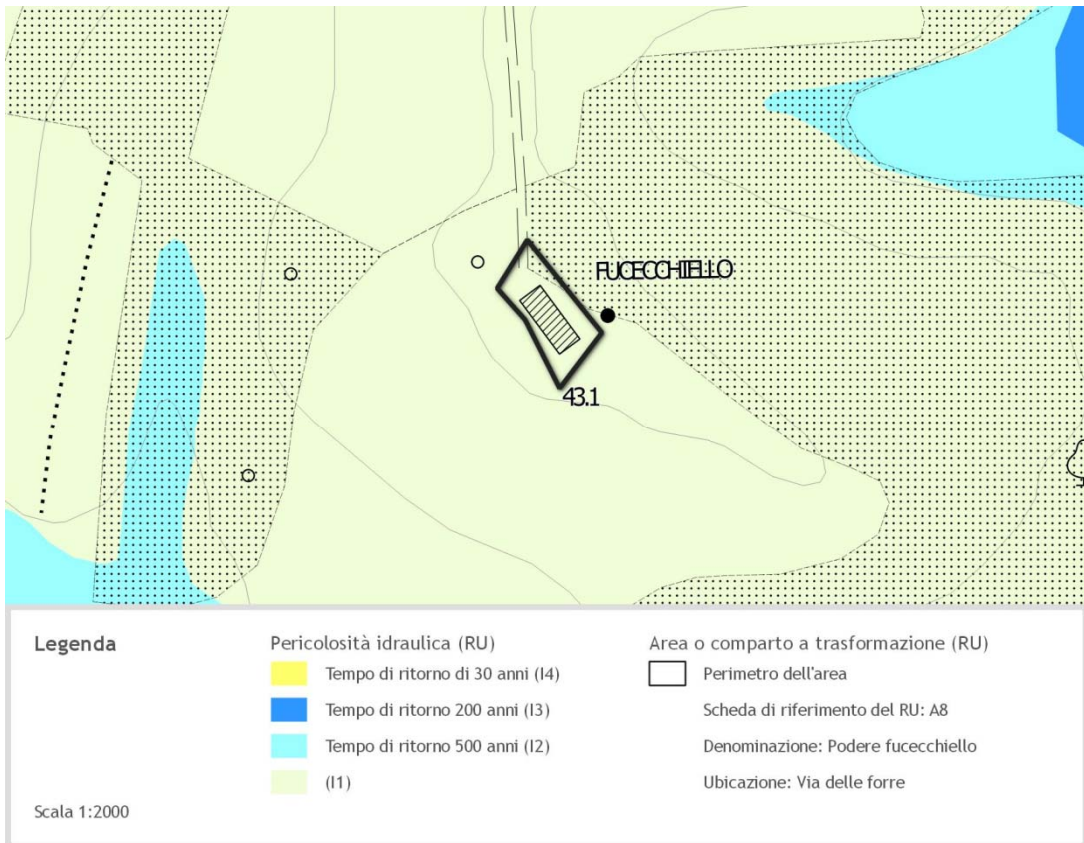 FUCECCHIELLO
43.1
Legenda
Pericolosità idraulica (RU)
Tempo di ritorno di 30 anni (I4)
Tempo di ritorno 200 anni (I3)
Tempo di ritorno 500 anni (I2)
(I1)
Area o comparto a trasformazione (RU)
Perimetro dell'area
Scheda di riferimento del RU: A8
Denominazione: Podere fucecchiello
Ubicazione: Via delle forre
Scala 1:2000